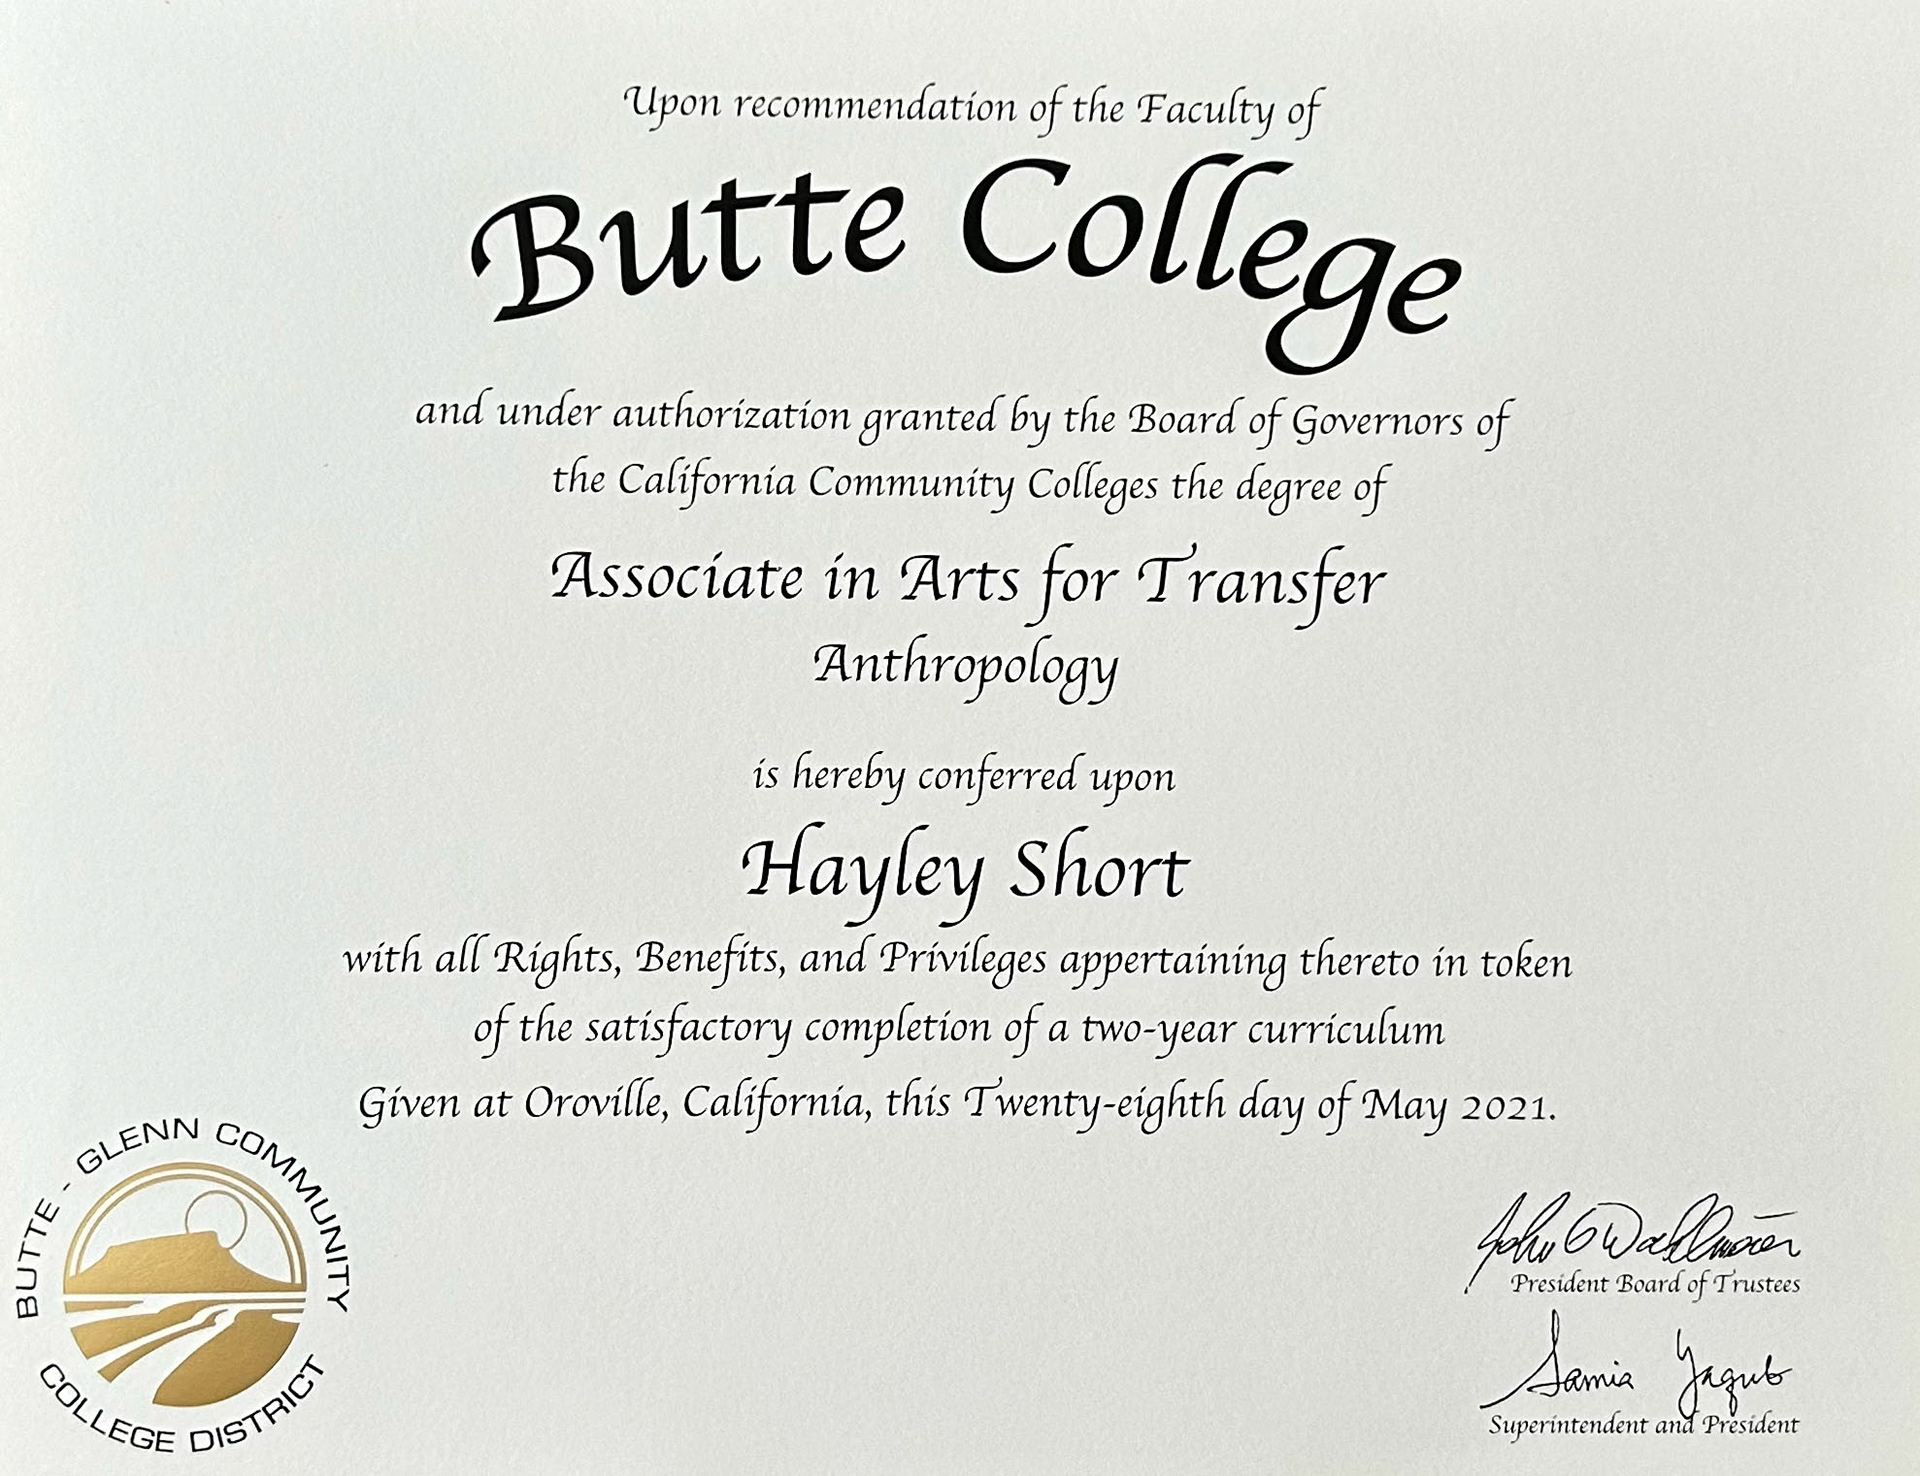 Upon recommendation of the Faculty of
Butte College
and under authorization granted by the Board of Governors of
the California Community Colleges the degree of
Associate in Arts for Transfer
Anthropology
is hereby conferred upon
Hayley Short
with all Rights, Benefits, and Privileges appertaining thereto in token
of the satisfactory completion of a two-year curriculum
Given at Oroville, California, this Twenty-eighth day of May 2021.
BUTTE - GLENN COMMUNITY
COLLEGE DISTRICT
John
President Board of Trustees
Samia Yaqub
Superintendent and President